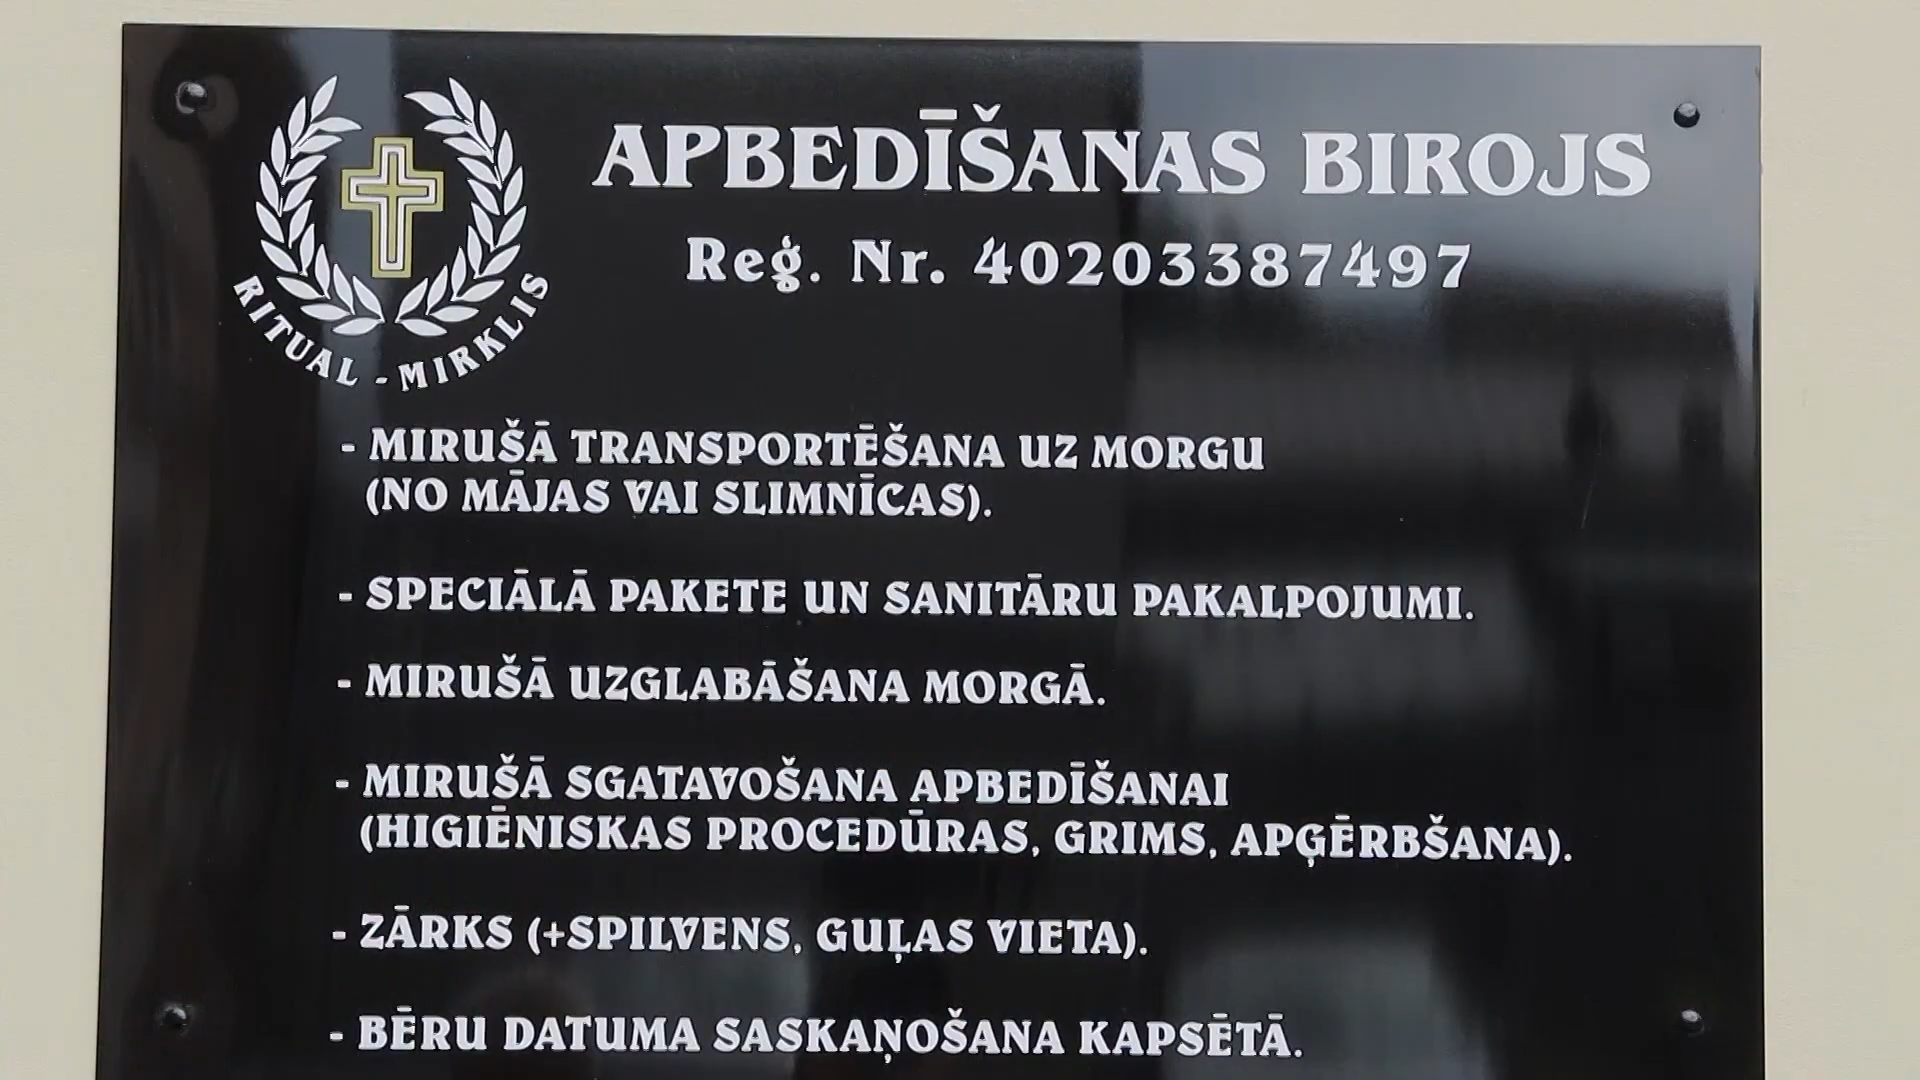 APBEDĪŠANAS BIROJS
Reģ. Nr. 40203387497
RITUAL - MIRKLIS
- MIRUŠĀ TRANSPORTĒŠANA UZ MORGU
(NO MĀJAS VAI SLIMNĪCAS).
- SPECIĀLĀ PAKETE UN SANITĀRU PAKALPOJUMI.
- MIRUŠĀ UZGLABĀŠANA MORGĀ.
- MIRUŠĀ SGATAVOŠANA APBEDĪŠANAI
(HIGIĒNISKAS PROCEDŪRAS, GRIMS, APĢĒRBŠANA).
- ZĀRKS (+SPILVENS, GUĻAS VIETA).
- BĒRU DATUMA SASKAŅOŠANA KAPSĒTĀ.